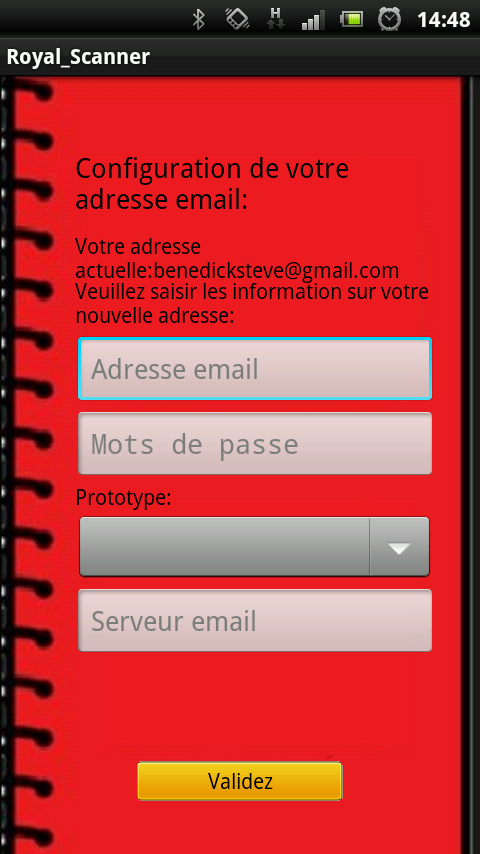 H
14:48
Royal_Scanner
Configuration de votre
adresse email:
Votre adresse
actuelle:benedicksteve@gmail.com
Veuillez saisir les information sur votre
nouvelle adresse:
Adresse email
Mots de passe
Prototype:
Serveur email
Validez